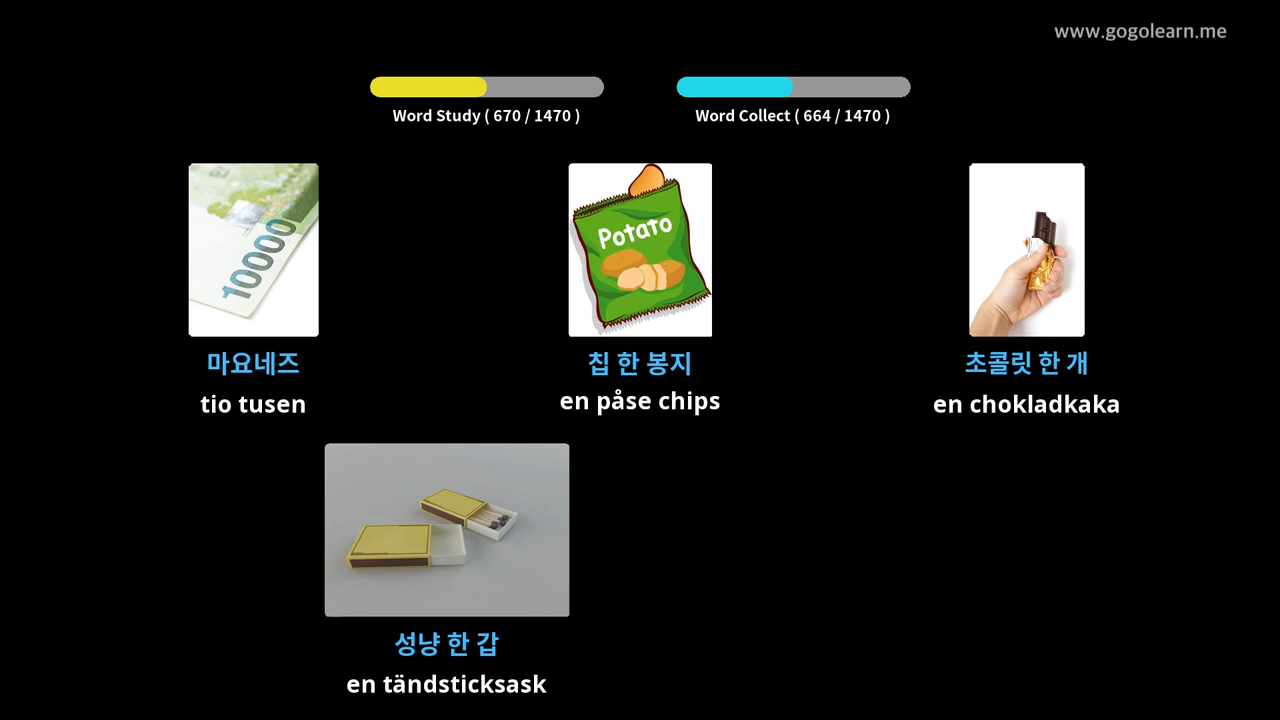 www.gogolearn.me
Word Study ( 670 / 1470 )
Word Collect ( 664 / 1470 )
10000
Potato
마요네즈
칩 한 봉지
초콜릿 한 개
tio tusen
en påse chips
en chokladkaka
성냥 한 갑
en tändsticksask